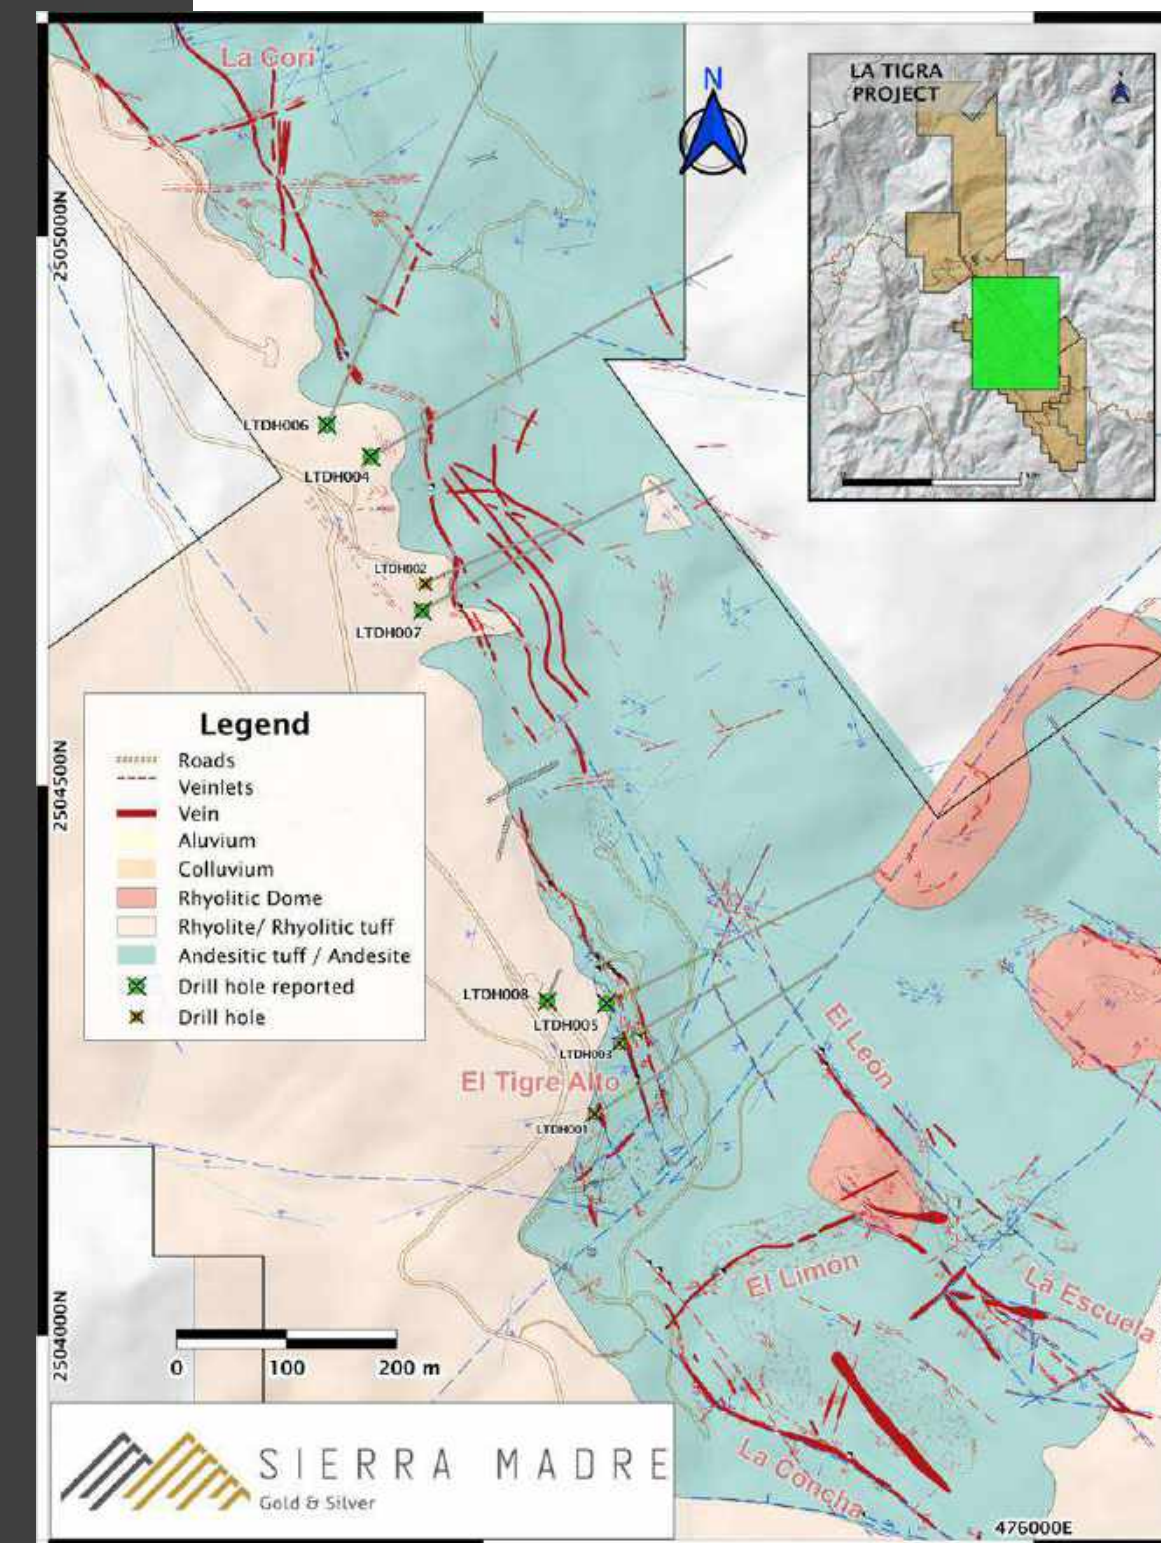 La Cori
N
LA TIGRA
PROJECT
2505000N
LTDH006
LTDH004
LTDH002
LTDH007
Legend
Roads
Veinlets
Vein
Aluvium
Colluvium
Rhyolitic Dome
Rhyolite/ Rhyolitic tuff
Andesitic tuff / Andesite
Drill hole reported
Drill hole
2504500N
LTDH008
LTDH005
LTDH003
El León
El Tigre Alto
LTDH001
El Limón
La Escuela
2504000N
0 100 200 m
La Concha
SIERRA MADRE
Gold & Silver
476000E